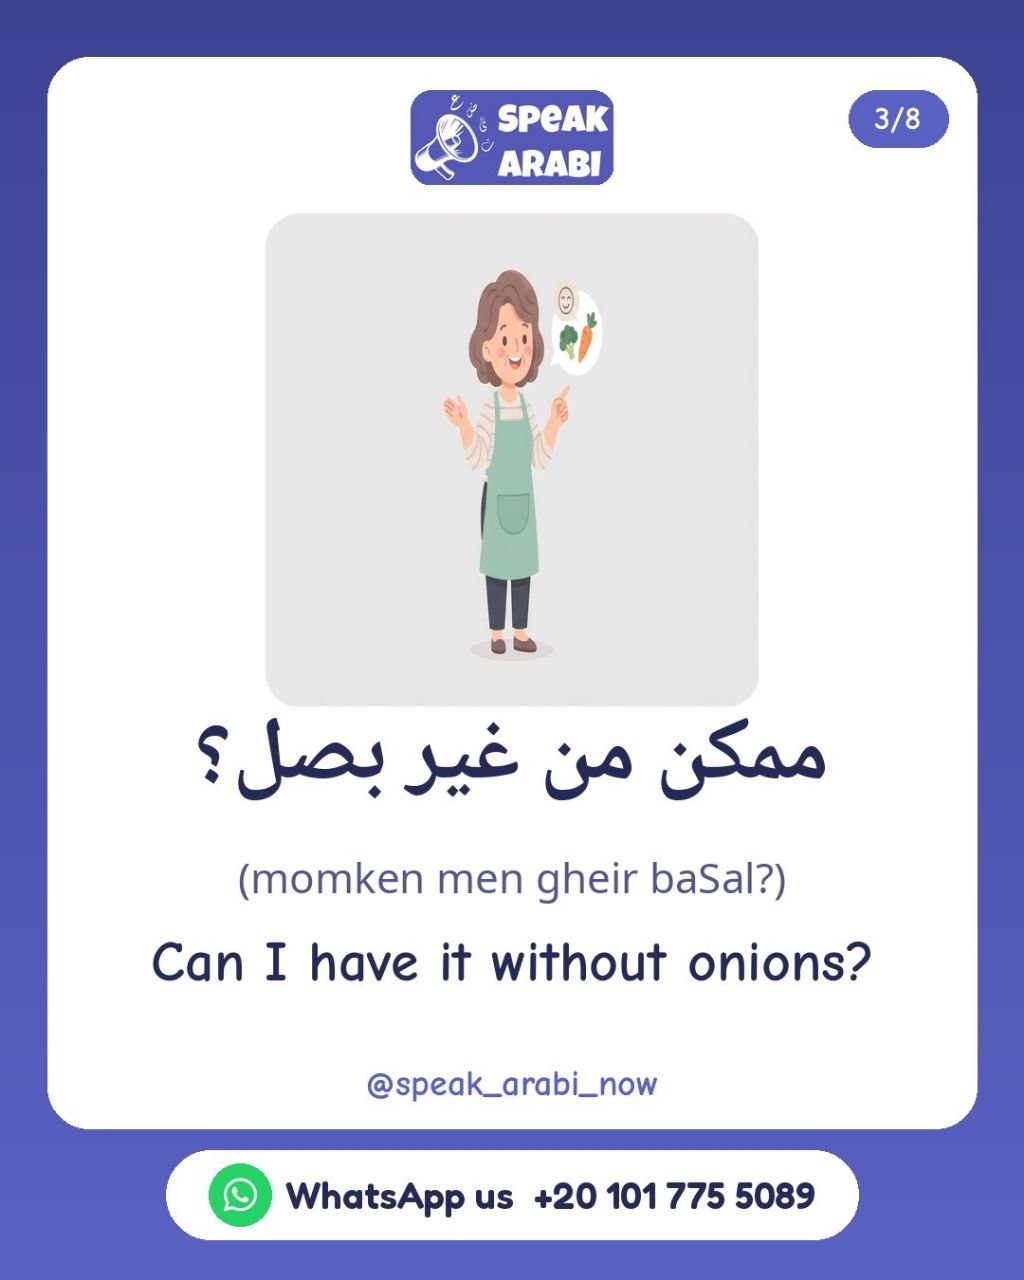 SPEAK
ARABI
3/8
ممكن من غير بصل؟
(momken men gheir baSal?)
Can I have it without onions?
@speak_arabi_now
WhatsApp us +20 101 775 5089